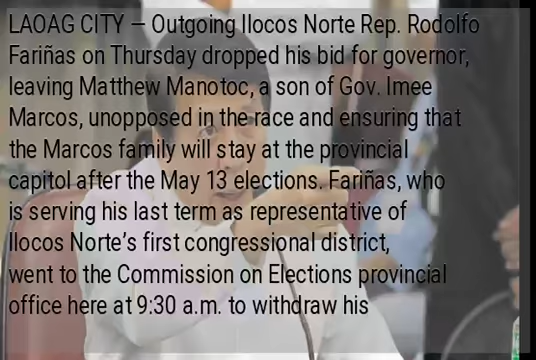 LAOAG CITY — Outgoing Ilocos Norte Rep. Rodolfo
Fariñas on Thursday dropped his bid for governor,
leaving Matthew Manotoc, a son of Gov. Imee
Marcos, unopposed in the race and ensuring that
the Marcos family will stay at the provincial
capitol after the May 13 elections. Fariñas, who
is serving his last term as representative of
Ilocos Norte’s first congressional district,
went to the Commission on Elections provincial
office here at 9:30 a.m. to withdraw his